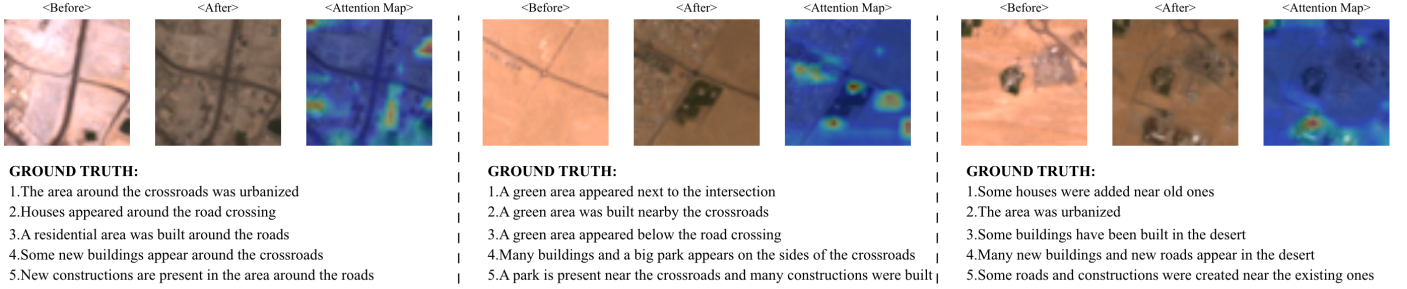 <Before> <After> <Attention Map>
GROUND TRUTH:
1.The area around the crossroads was urbanized
2.Houses appeared around the road crossing
3.A residential area was built around the roads
4.Some new buildings appear around the crossroads
5.New constructions are present in the area around the roads
<Before> <After> <Attention Map>
GROUND TRUTH:
1.A green area appeared next to the intersection
2.A green area was built nearby the crossroads
3.A green area appeared below the road crossing
4.Many buildings and a big park appears on the sides of the crossroads
5.A park is present near the crossroads and many constructions were built
<Before> <After> <Attention Map>
GROUND TRUTH:
1.Some houses were added near old ones
2.The area was urbanized
3.Some buildings have been built in the desert
4.Many new buildings and new roads appear in the desert
5.Some roads and constructions were created near the existing ones